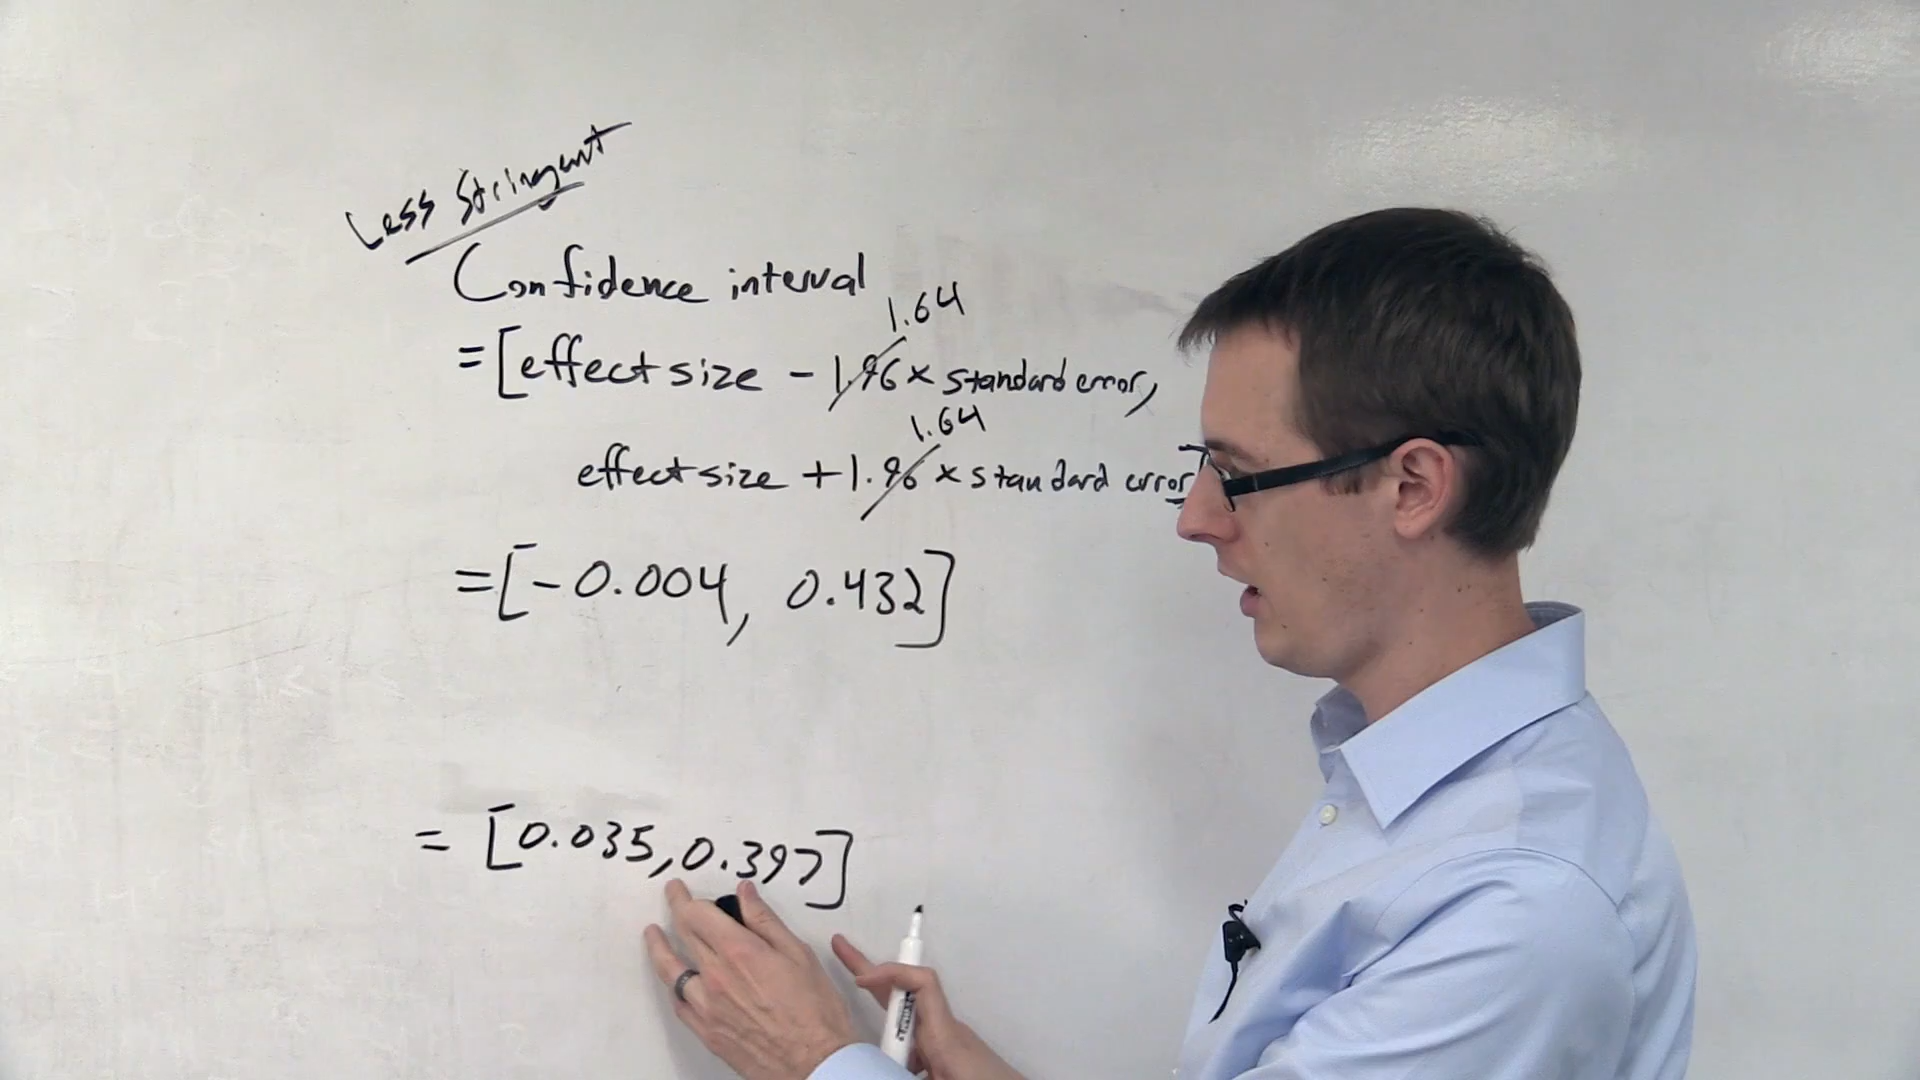 Less Stringent
Confidence interval
1.64
= [effect size - 1.96 x standard error,
1.64
effect size + 1.96 x standard error]
= [-0.004, 0.432]
= [0.035, 0.397]